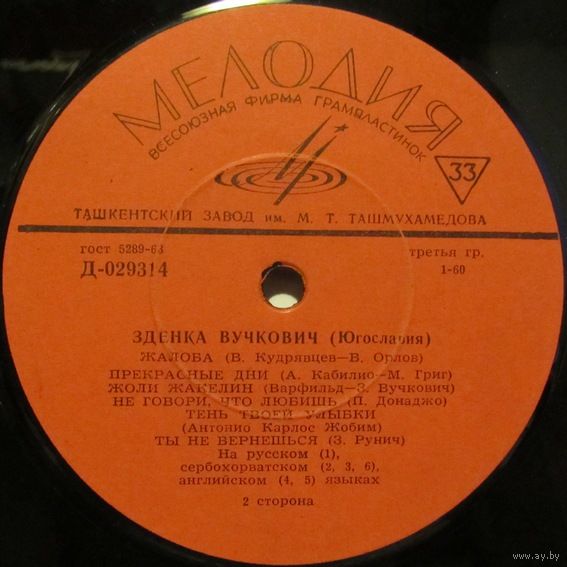 МЕЛОДИЯ
ВСЕСОЮЗНАЯ ФИРМА ГРАМПЛАСТИНОК
33
ТАШКЕНТСКИЙ ЗАВОД им. М. Т. ТАШМУХАМЕДОВА
гост 5289-68
третья гр.
Д-029314
1-60
ЗДЕНКА ВУЧКОВИЧ (Югославия)
ЖАЛОБА (В. Кудрявцев—В. Орлов)
ПРЕКРАСНЫЕ ДНИ (А. Кабилио—М. Григ)
ЖОЛИ ЖАКЕЛИН (Варфильд—З. Вучкович)
НЕ ГОВОРИ, ЧТО ЛЮБИШЬ (П. Донаджо)
ТЕНЬ ТВОЕЙ УЛЫБКИ
(Антонио Карлос Жобим)
ТЫ НЕ ВЕРНЕШЬСЯ (З. Рунич)
На русском (1),
сербохорватском (2, 3, 6),
английском (4, 5) языках
2 сторона
www.ay.by